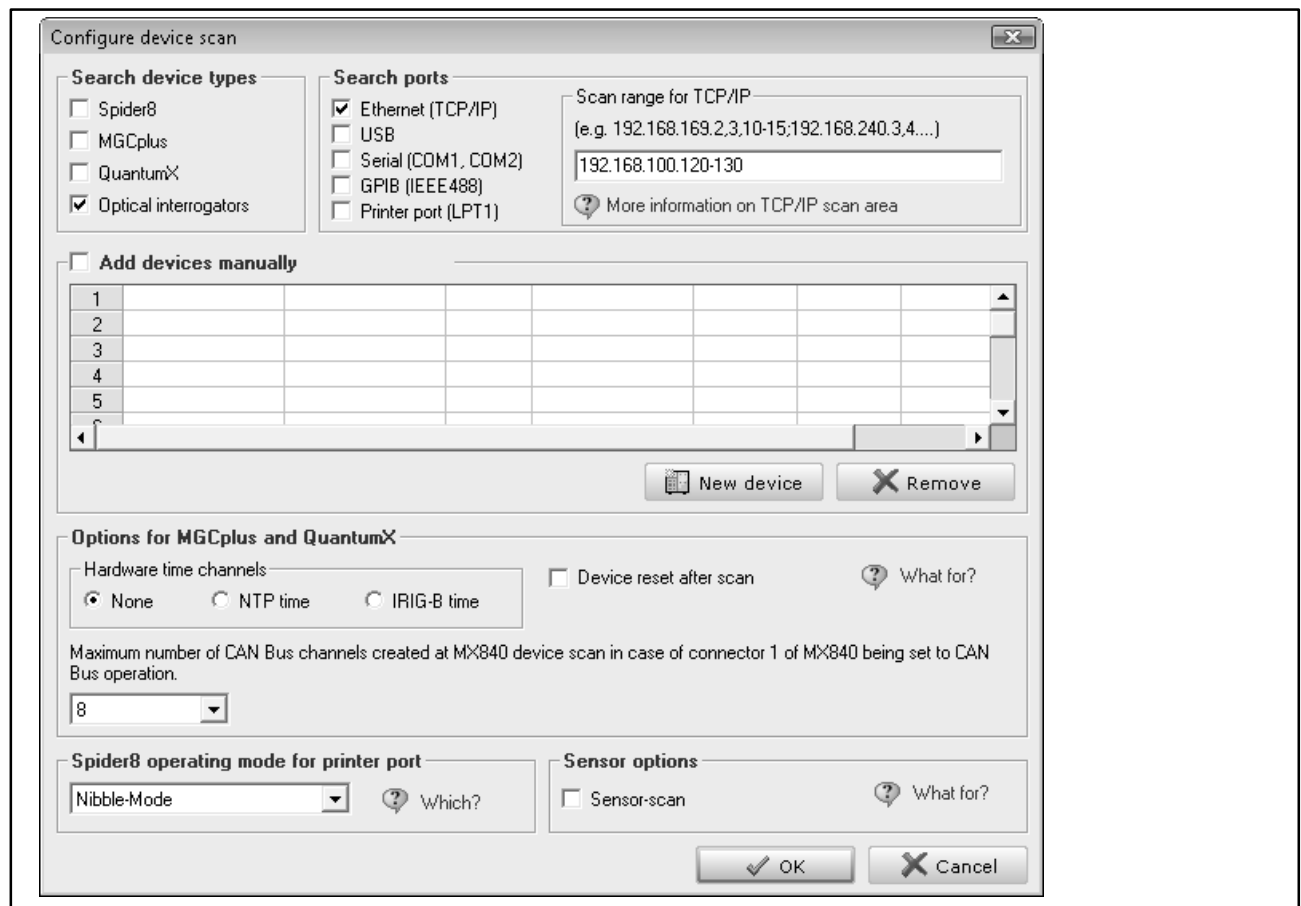 Configure device scan
Search device types
Spider8
MGCplus
QuantumX
Optical interrogators
Search ports
Ethernet (TCP/IP)
USB
Serial (COM1, COM2)
GPIB (IEEE488)
Printer port (LPT1)
Scan range for TCP/IP
(e.g. 192.168.169.2,3,10-15;192.168.240.3,4....)
192.168.100.120-130
More information on TCP/IP scan area
Add devices manually
1
2
3
4
5
New device
Remove
Options for MGCplus and QuantumX
Hardware time channels
None NTP time IRIG-B time
Device reset after scan
What for?
Maximum number of CAN Bus channels created at MX840 device scan in case of connector 1 of MX840 being set to CAN
Bus operation.
8
Spider8 operating mode for printer port
Nibble-Mode
Which?
Sensor options
Sensor-scan
What for?
OK
Cancel